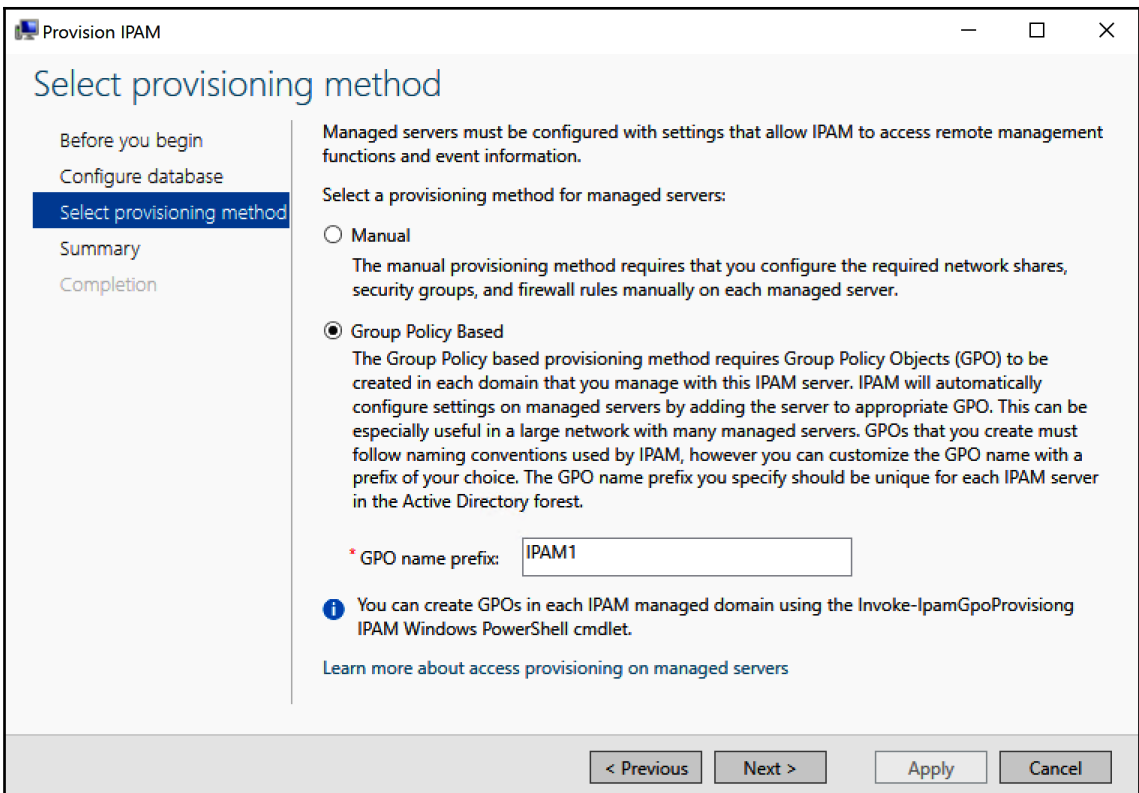 Provision IPAM
Select provisioning method
Before you begin
Configure database
Select provisioning method
Summary
Completion
Managed servers must be configured with settings that allow IPAM to access remote management
functions and event information.
Select a provisioning method for managed servers:
Manual
The manual provisioning method requires that you configure the required network shares,
security groups, and firewall rules manually on each managed server.
Group Policy Based
The Group Policy based provisioning method requires Group Policy Objects (GPO) to be
created in each domain that you manage with this IPAM server. IPAM will automatically
configure settings on managed servers by adding the server to appropriate GPO. This can be
especially useful in a large network with many managed servers. GPOs that you create must
follow naming conventions used by IPAM, however you can customize the GPO name with a
prefix of your choice. The GPO name prefix you specify should be unique for each IPAM server
in the Active Directory forest.
* GPO name prefix: IPAM1
You can create GPOs in each IPAM managed domain using the Invoke-IpamGpoProvisiong
IPAM Windows PowerShell cmdlet.
Learn more about access provisioning on managed servers
< Previous Next > Apply Cancel